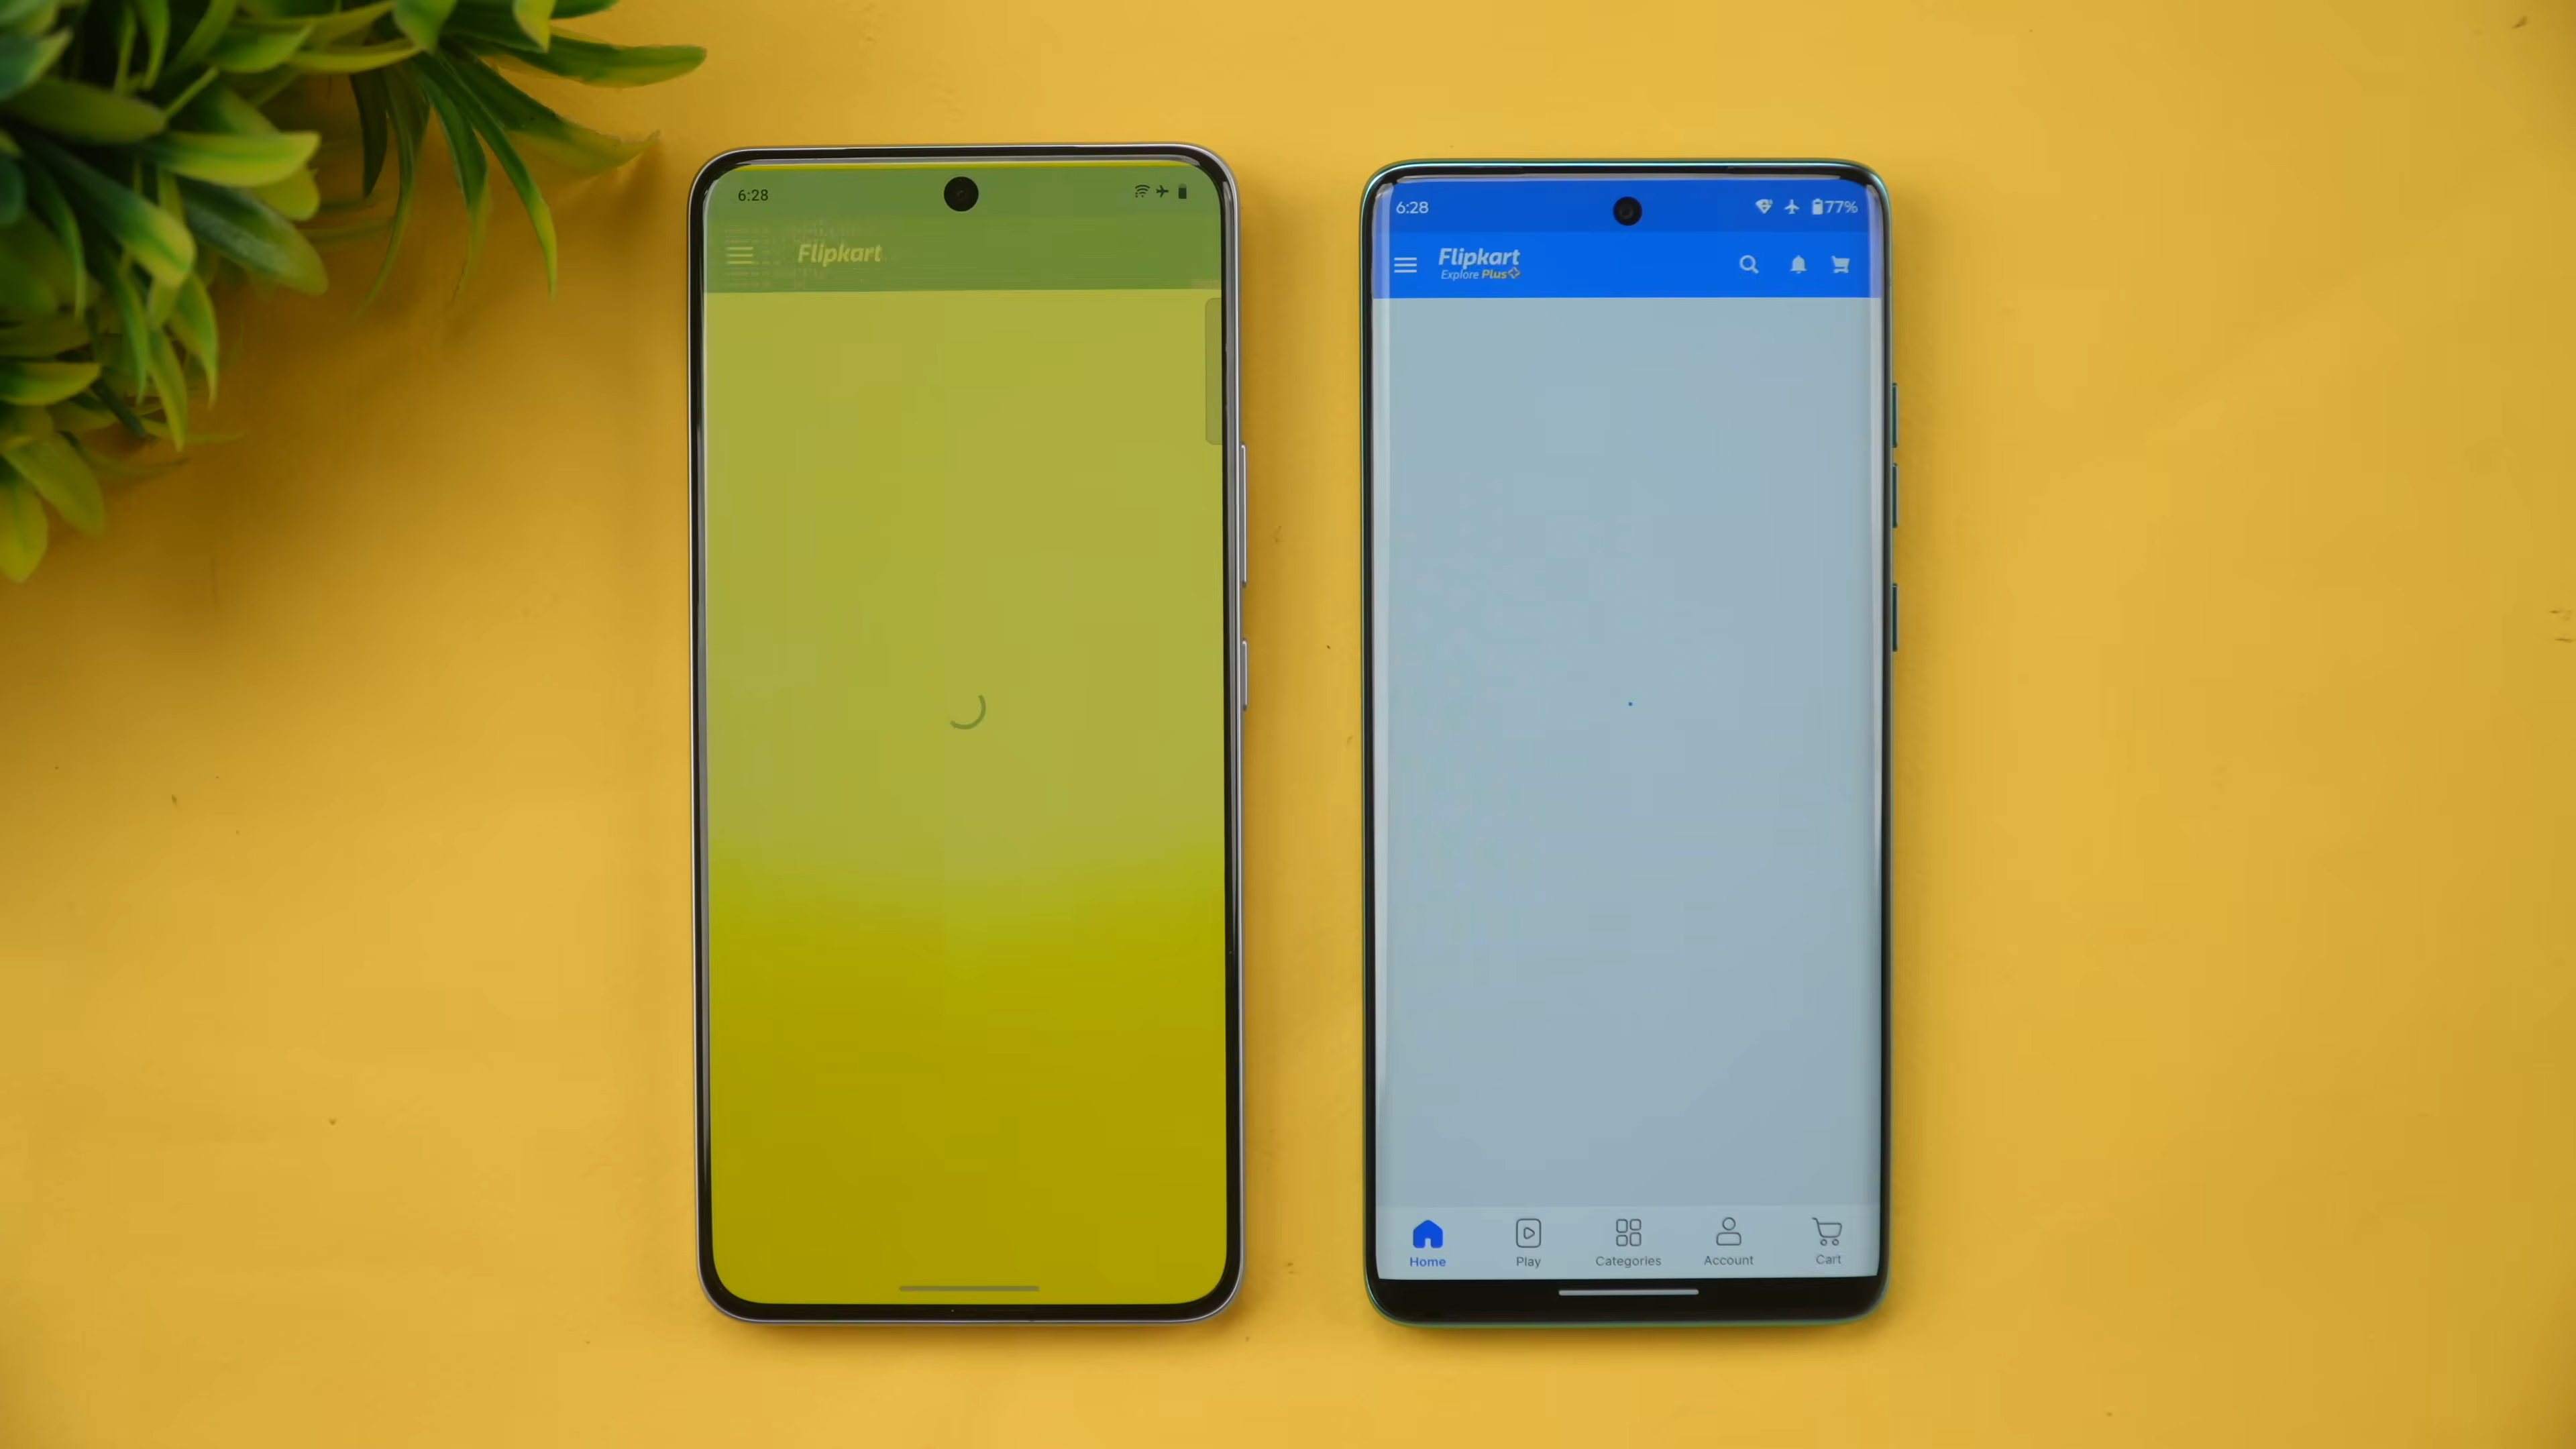 6:28
Flipkart
6:28
77%
Flipkart
Explore Plus
Home
Play
Categories
Account
Cart